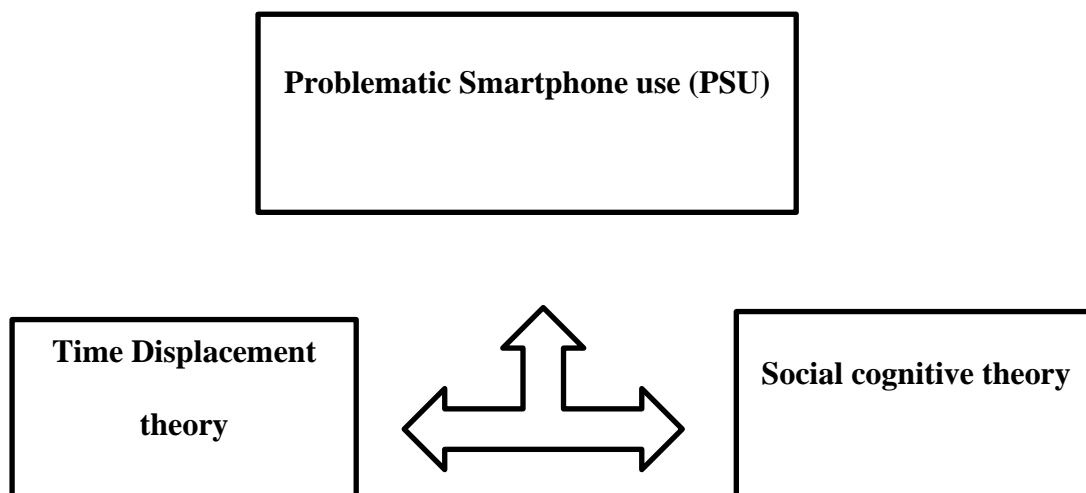 Problematic Smartphone use (PSU)
Time Displacement
theory
Social cognitive theory